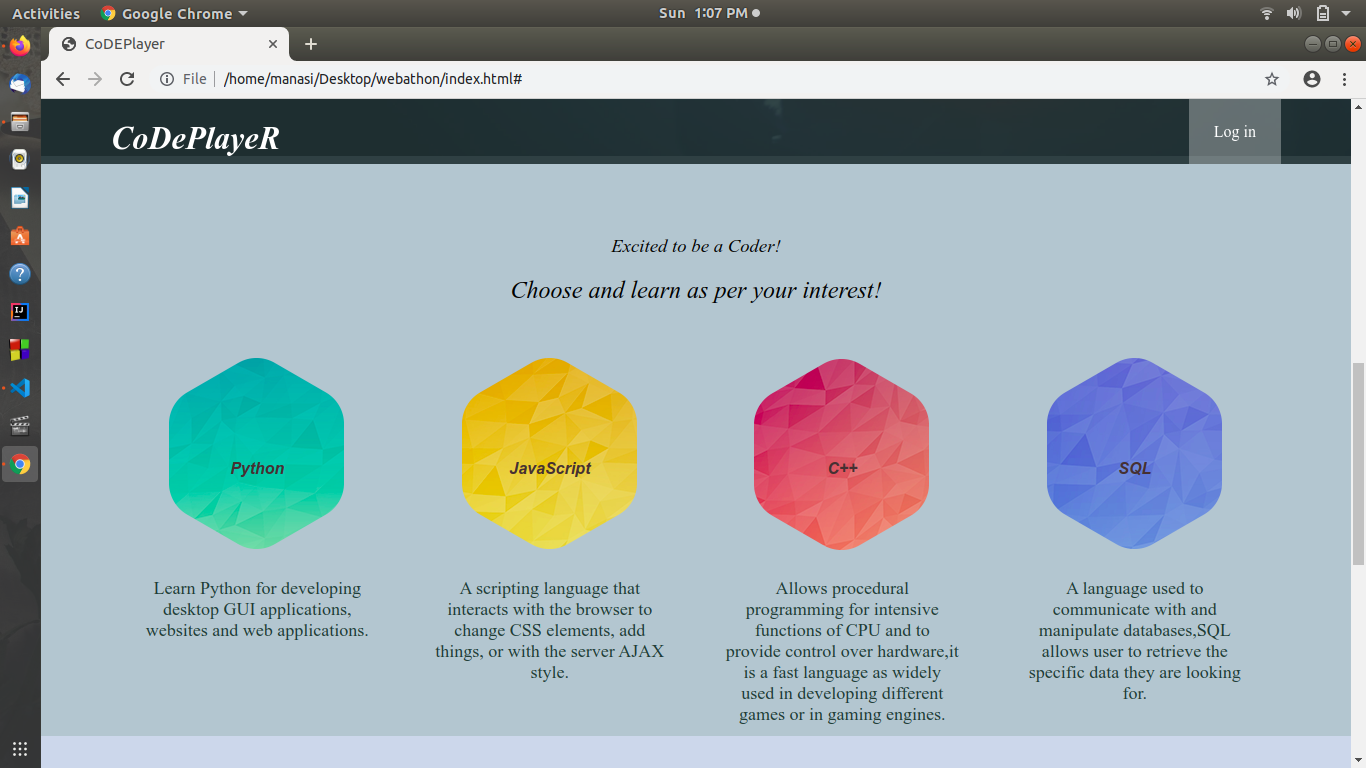 Activities Google Chrome Sun 1:07 PM
CoDEPlayer
File /home/manasi/Desktop/webathon/index.html#
CoDePlayeR
Log in
Excited to be a Coder!
Choose and learn as per your interest!
Python
Learn Python for developing
desktop GUI applications,
websites and web applications.
JavaScript
A scripting language that
interacts with the browser to
change CSS elements, add
things, or with the server AJAX
style.
C++
Allows procedural
programming for intensive
functions of CPU and to
provide control over hardware,it
is a fast language as widely
used in developing different
games or in gaming engines.
SQL
A language used to
communicate with and
manipulate databases,SQL
allows user to retrieve the
specific data they are looking
for.